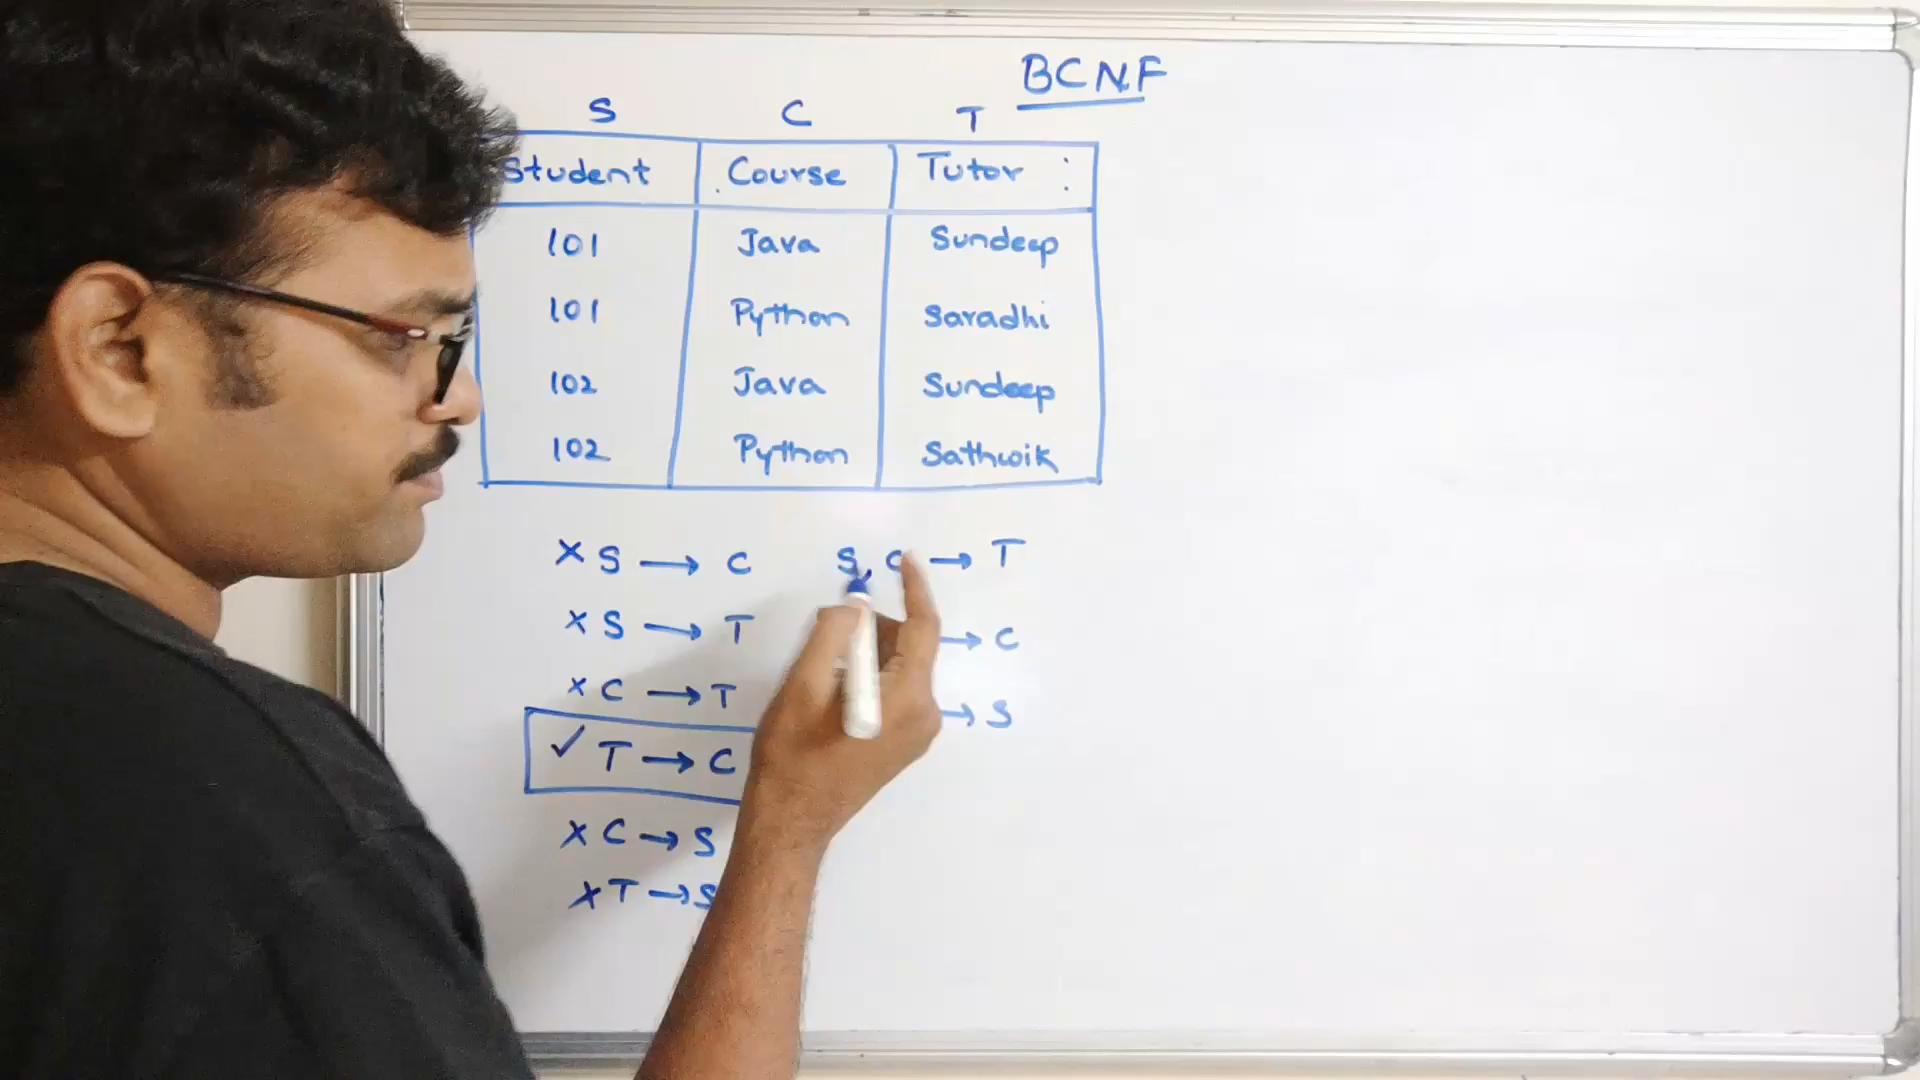 BCNF
S C T
Student Course Tutor :
101 Java Sundeep
101 Python Saradhi
102 Java Sundeep
102 Python Sathwik
× S → C S, C → T
× S → T → C
× C → T → S
✓ T → C
× C → S
× T → S